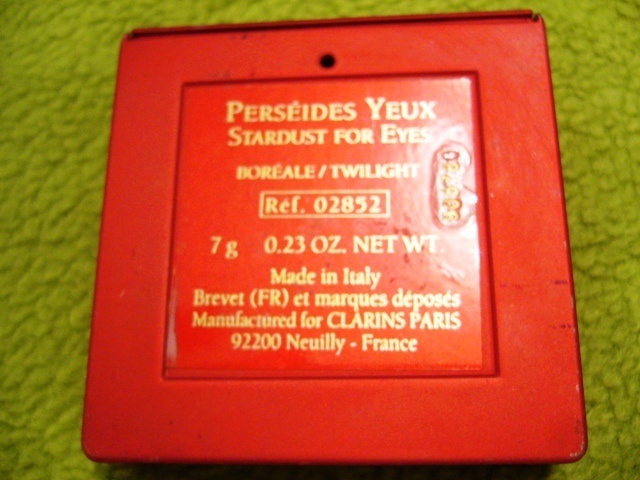 PERSÉIDES YEUX
STARDUST FOR EYES
BORÉALE / TWILIGHT
Réf. 02852
7 g 0.23 OZ. NET WT.
Made in Italy
Brevet (FR) et marques déposés
Manufactured for CLARINS PARIS
92200 Neuilly - France